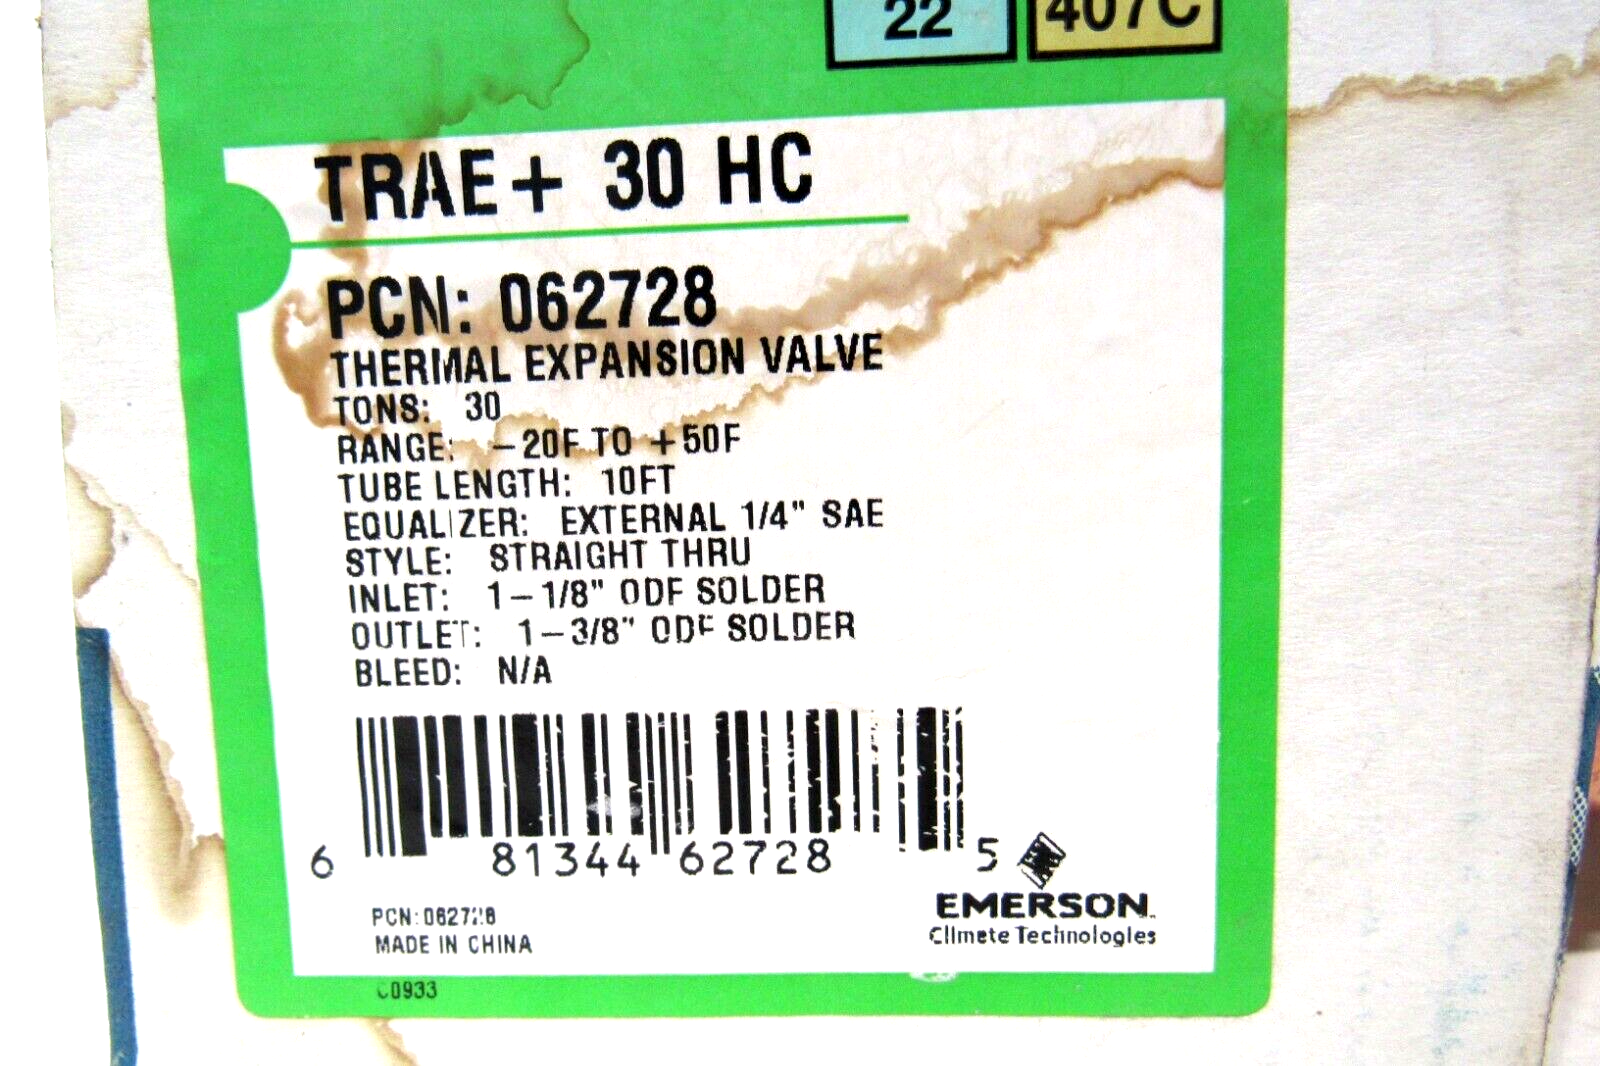 22 407C
TRAE+ 30 HC
PCN: 062728
THERMAL EXPANSION VALVE
TONS: 30
RANGE: -20F TO +50F
TUBE LENGTH: 10FT
EQUALIZER: EXTERNAL 1/4" SAE
STYLE: STRAIGHT THRU
INLET: 1-1/8" ODF SOLDER
OUTLET: 1-3/8" ODF SOLDER
BLEED: N/A
6 81344 62728 5
EMERSON
Climate Technologies
PCN:062728
MADE IN CHINA
C0933